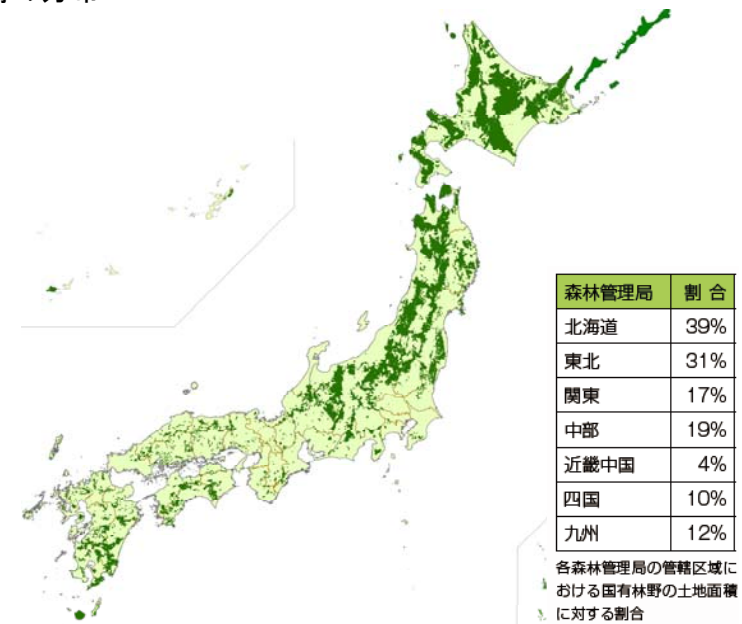 森林管理局 割合
北海道 39%
東北 31%
関東 17%
中部 19%
近畿中国 4%
四国 10%
九州 12%
各森林管理局の管轄区域に
おける国有林野の土地面積
に対する割合